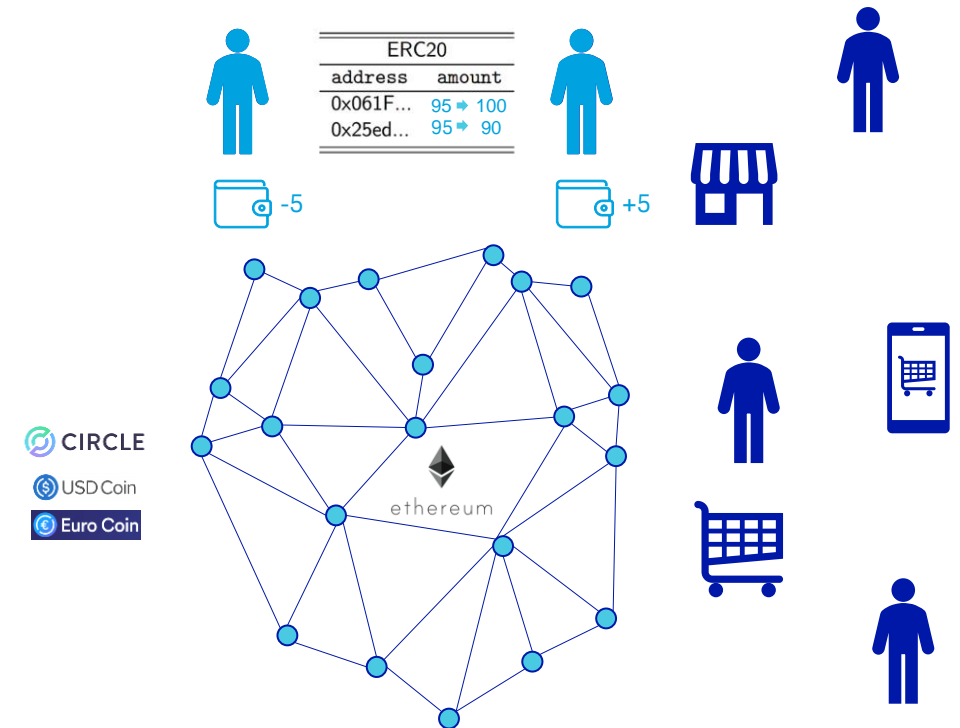 ERC20
address amount
0x061F... 95 ➡ 100
0x25ed... 95 ➡ 90
-5
+5
CIRCLE
USD Coin
Euro Coin
ethereum